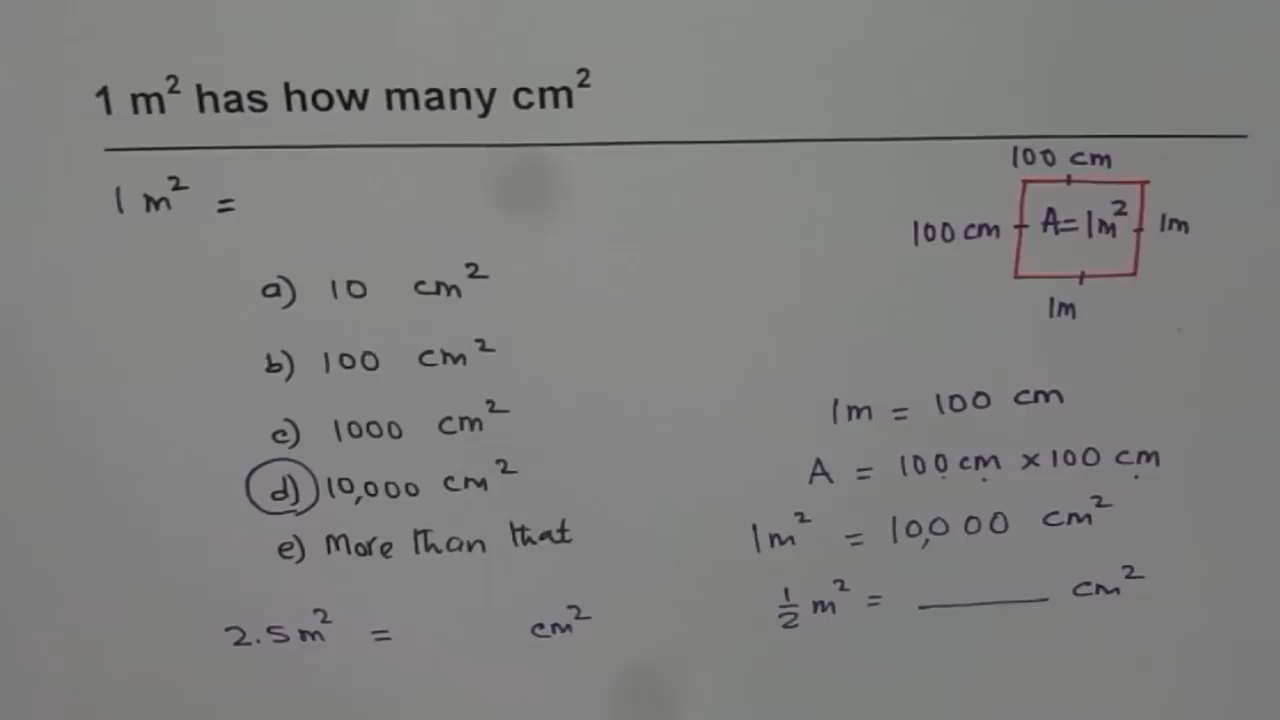 1 m² has how many cm²
1 m² =
a) 10 cm²
b) 100 cm²
c) 1000 cm²
d) 10,000 cm²
e) More than that
2.5 m² = cm²
100 cm
100 cm A = 1m² 1m
1m
1m = 100 cm
A = 100 cm × 100 cm
1m² = 10,000 cm²
½ m² = ______ cm²